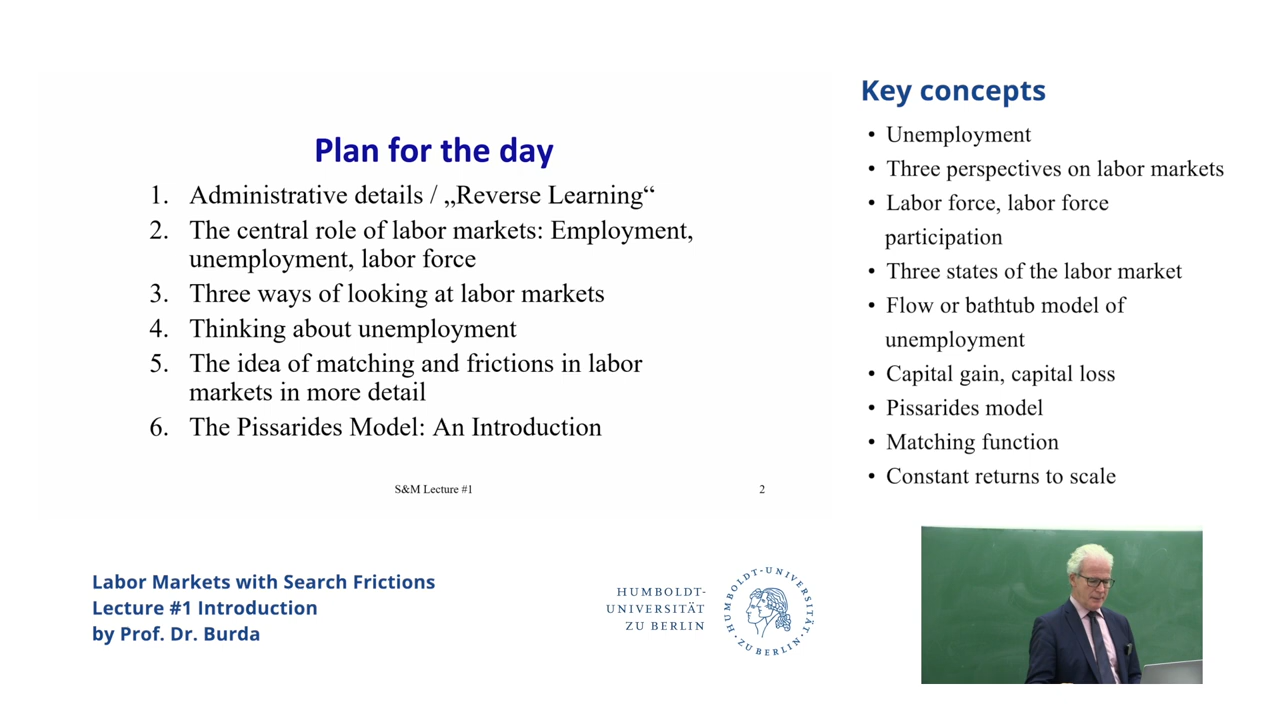 Plan for the day
1. Administrative details / „Reverse Learning“
2. The central role of labor markets: Employment,
unemployment, labor force
3. Three ways of looking at labor markets
4. Thinking about unemployment
5. The idea of matching and frictions in labor
markets in more detail
6. The Pissarides Model: An Introduction
S&M Lecture #1
2
Key concepts
• Unemployment
• Three perspectives on labor markets
• Labor force, labor force
participation
• Three states of the labor market
• Flow or bathtub model of
unemployment
• Capital gain, capital loss
• Pissarides model
• Matching function
• Constant returns to scale
Labor Markets with Search Frictions
Lecture #1 Introduction
by Prof. Dr. Burda
HUMBOLDT-
UNIVERSITÄT
ZU BERLIN
HUMBOLDT-UNIVERSITÄT
· ZU BERLIN ·